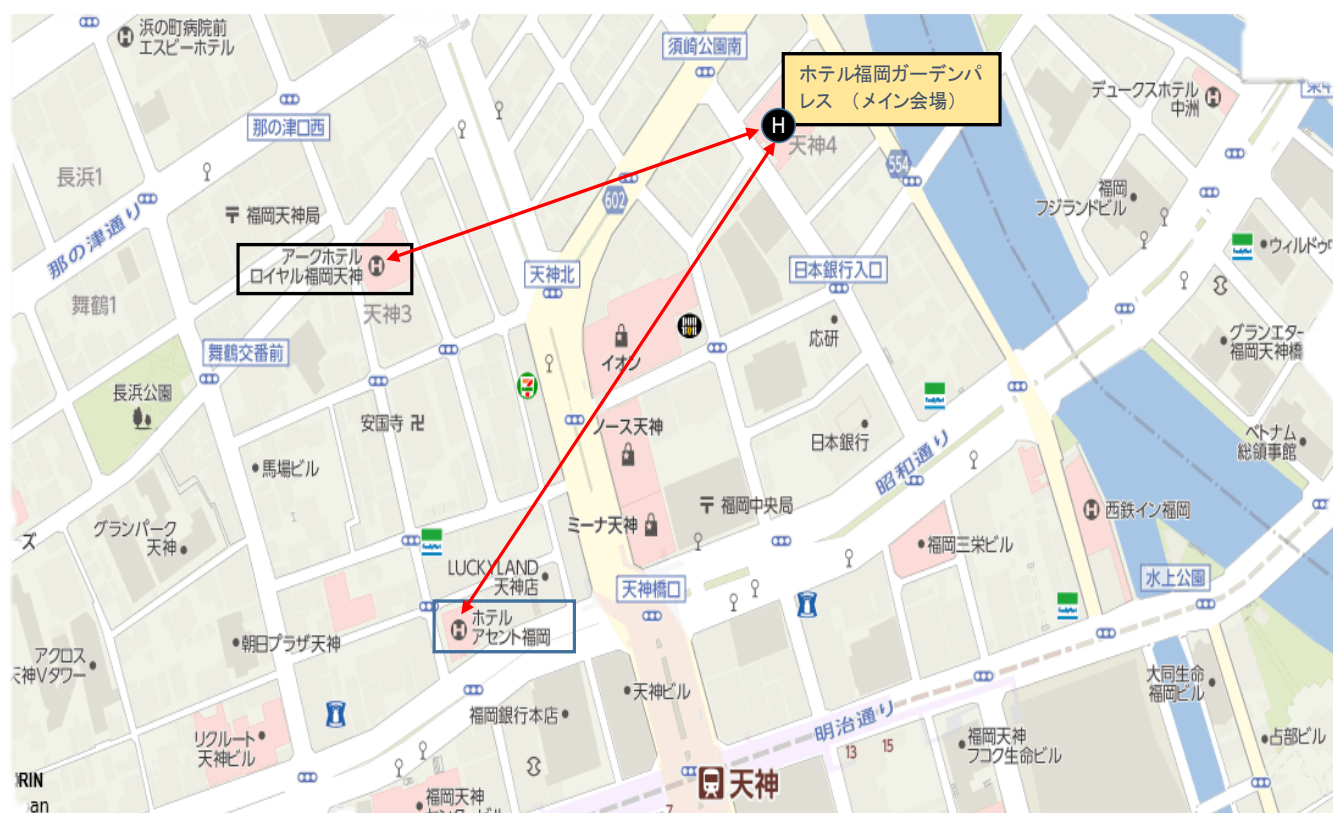 浜の町病院前
エスピーホテル
須崎公園南
ホテル福岡ガーデンパ
レス （メイン会場）
デュークスホテル
中洲
那の津口西
天神4
長浜1
554
福岡
フジランドビル
602
福岡天神局
那の津通り
アークホテル
ロイヤル福岡天神
天神北
日本銀行入口
舞鶴1
天神3
応研
グランエター
福岡天神橋
舞鶴交番前
イオン
長浜公園
安国寺
ノース天神
日本銀行
ベトナム
総領事館
馬場ビル
昭和通り
グランパーク
天神
ズ
ミーナ天神
福岡中央局
西鉄イン福岡
福岡三栄ビル
LUCKYLAND
天神店
天神橋口
水上公園
ホテル
アセント福岡
朝日プラザ天神
アクロス
天神Vタワー
天神ビル
大同生命
福岡ビル
福岡銀行本店
明治通り
リクルート
天神ビル
13
15
福岡天神
フコク生命ビル
占部ビル
天神
RIN
an
福岡天神
7